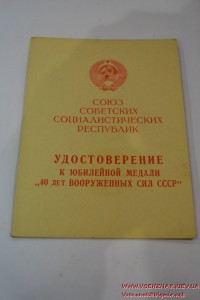 СОЮЗ
СОВЕТСКИХ
СОЦИАЛИСТИЧЕСКИХ
РЕСПУБЛИК
УДОСТОВЕРЕНИЕ
К ЮБИЛЕЙНОЙ МЕДАЛИ
„40 ЛЕТ ВООРУЖЕННЫХ СИЛ СССР“